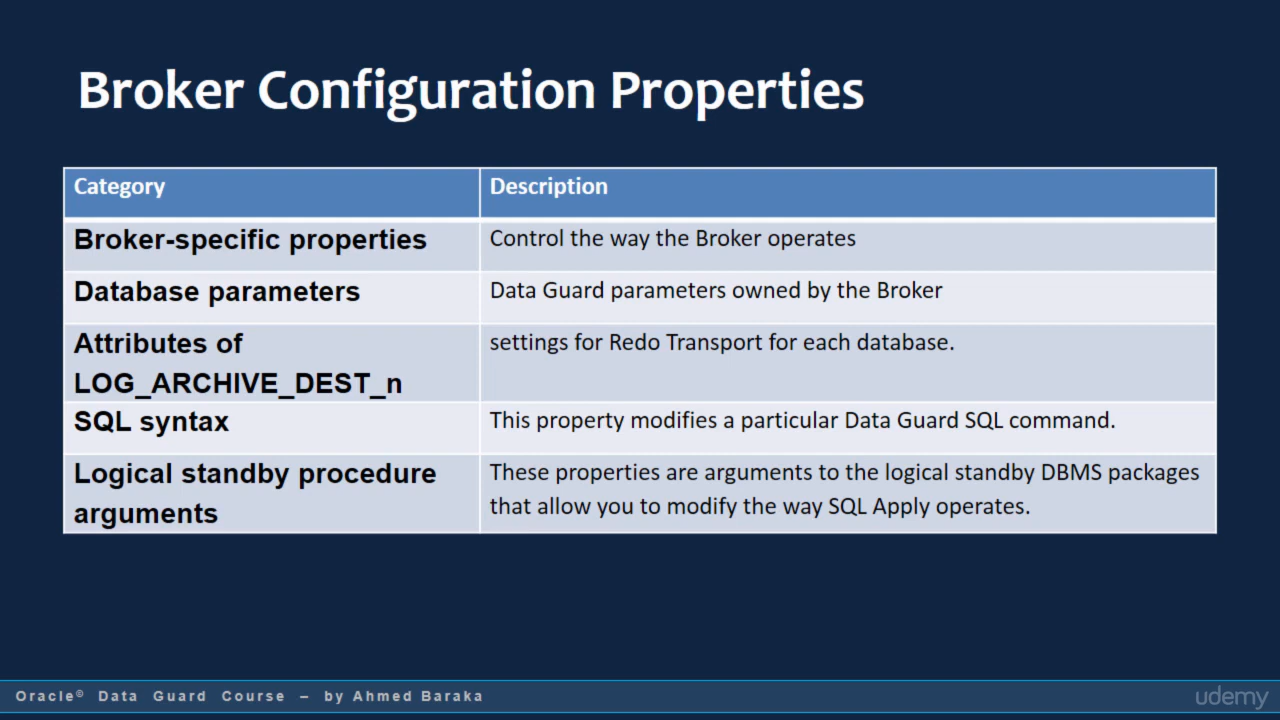 Broker Configuration Properties
Category
Description
Broker-specific properties
Control the way the Broker operates
Database parameters
Data Guard parameters owned by the Broker
Attributes of
LOG_ARCHIVE_DEST_n
settings for Redo Transport for each database.
SQL syntax
This property modifies a particular Data Guard SQL command.
Logical standby procedure
arguments
These properties are arguments to the logical standby DBMS packages
that allow you to modify the way SQL Apply operates.
Oracle© Data Guard Course – by Ahmed Baraka
udemy